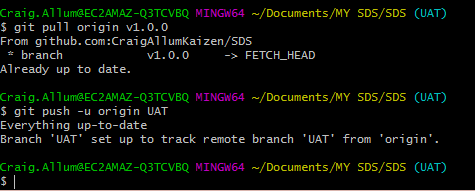 Craig.Allum@EC2AMAZ-Q3TCVBQ MINGW64 ~/Documents/MY SDS/SDS (UAT)
$ git pull origin v1.0.0
From github.com:CraigAllumKaizen/SDS
 * branch            v1.0.0     -> FETCH_HEAD
Already up to date.

Craig.Allum@EC2AMAZ-Q3TCVBQ MINGW64 ~/Documents/MY SDS/SDS (UAT)
$ git push -u origin UAT
Everything up-to-date
Branch 'UAT' set up to track remote branch 'UAT' from 'origin'.

Craig.Allum@EC2AMAZ-Q3TCVBQ MINGW64 ~/Documents/MY SDS/SDS (UAT)
$